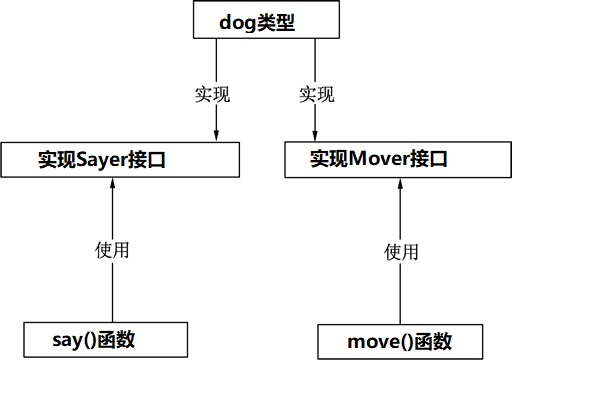 dog类型
实现
实现
实现Sayer接口
实现Mover接口
使用
使用
say()函数
move()函数